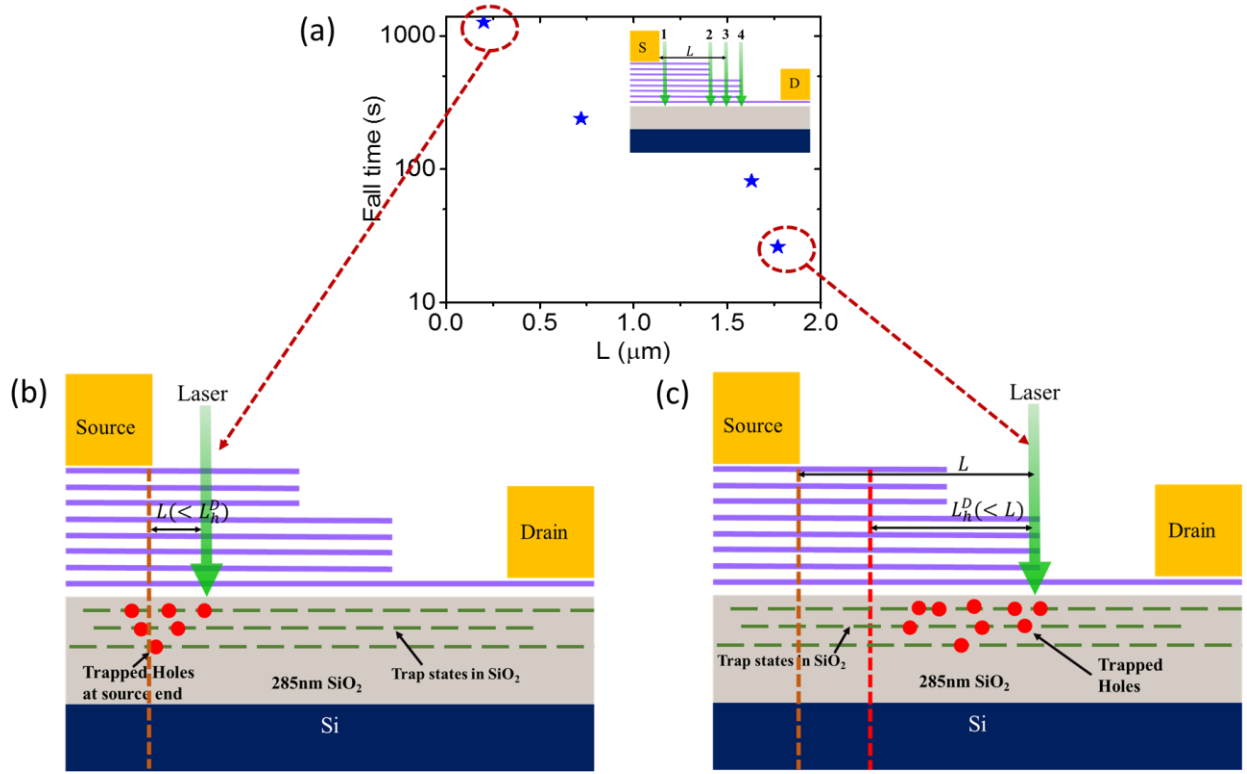 (a)
1000
100
10
Fall time (s)
1 2 3 4
S
L
D
0.0 0.5 1.0 1.5 2.0
L (μm)
(b)
Source
Laser
L(< L_h^D)
Drain
Trapped Holes
at source end
Trap states in SiO₂
285nm SiO₂
Si
(c)
Source
Laser
L
L_h^D(< L)
Drain
Trap states in SiO₂
Trapped
Holes
285nm SiO₂
Si